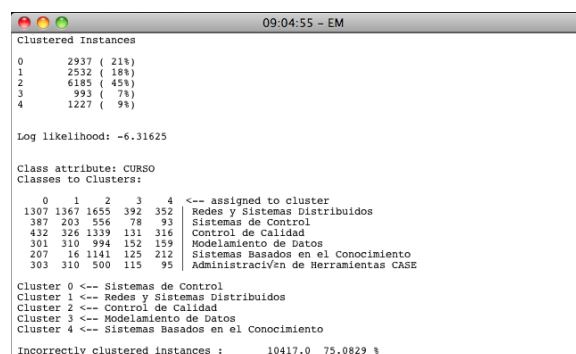 09:04:55 – EM
Clustered Instances
0 2937 ( 21%)
1 2532 ( 18%)
2 6185 ( 45%)
3 993 ( 7%)
4 1227 ( 9%)
Log likelihood: -6.31625
Class attribute: CURSO
Classes to Clusters:
0 1 2 3 4 <-- assigned to cluster
1307 1367 1655 392 352 | Redes y Sistemas Distribuidos
387 203 556 78 93 | Sistemas de Control
432 326 1339 131 316 | Control de Calidad
301 310 994 152 159 | Modelamiento de Datos
207 16 1141 125 212 | Sistemas Basados en el Conocimiento
303 310 500 115 95 | Administraci√≥n de Herramientas CASE
Cluster 0 <-- Sistemas de Control
Cluster 1 <-- Redes y Sistemas Distribuidos
Cluster 2 <-- Control de Calidad
Cluster 3 <-- Modelamiento de Datos
Cluster 4 <-- Sistemas Basados en el Conocimiento
Incorrectly clustered instances : 10417.0 75.0829 %